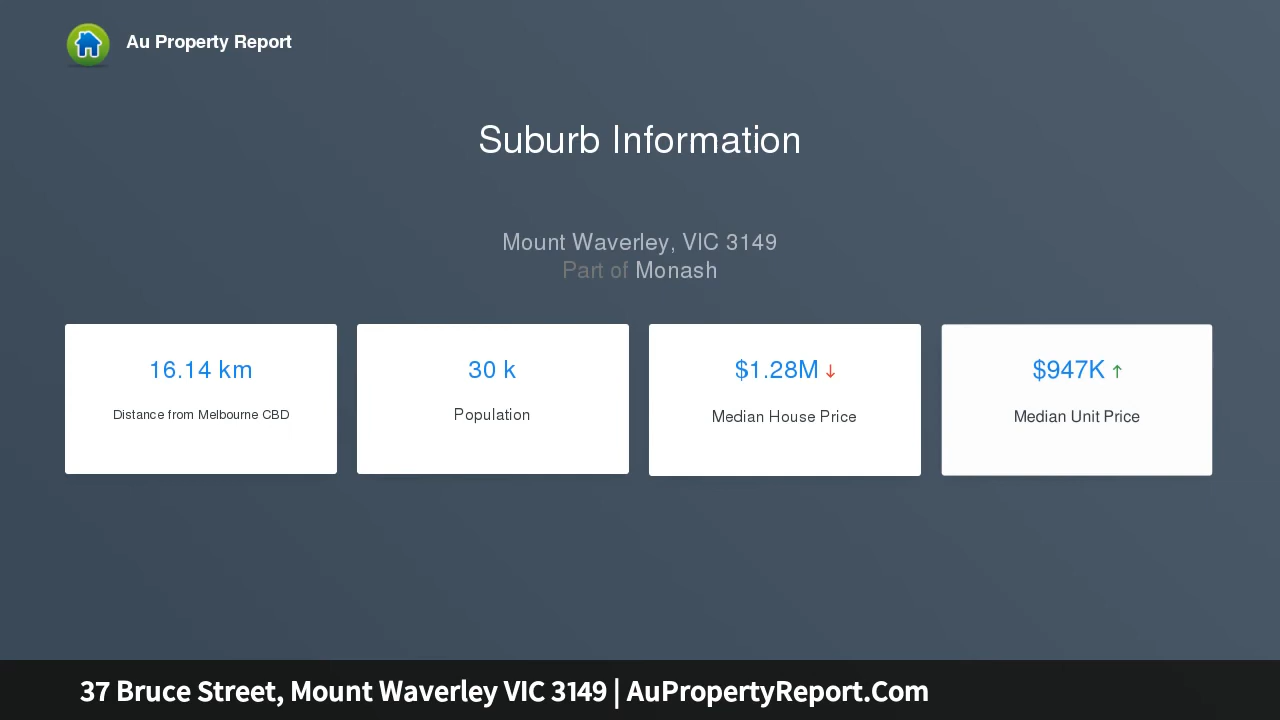 Au Property Report
Suburb Information
Mount Waverley, VIC 3149
Part of Monash
16.14 km
Distance from Melbourne CBD
30 k
Population
$1.28M ↓
Median House Price
$947K ↑
Median Unit Price
37 Bruce Street, Mount Waverley VIC 3149 | AuPropertyReport.Com